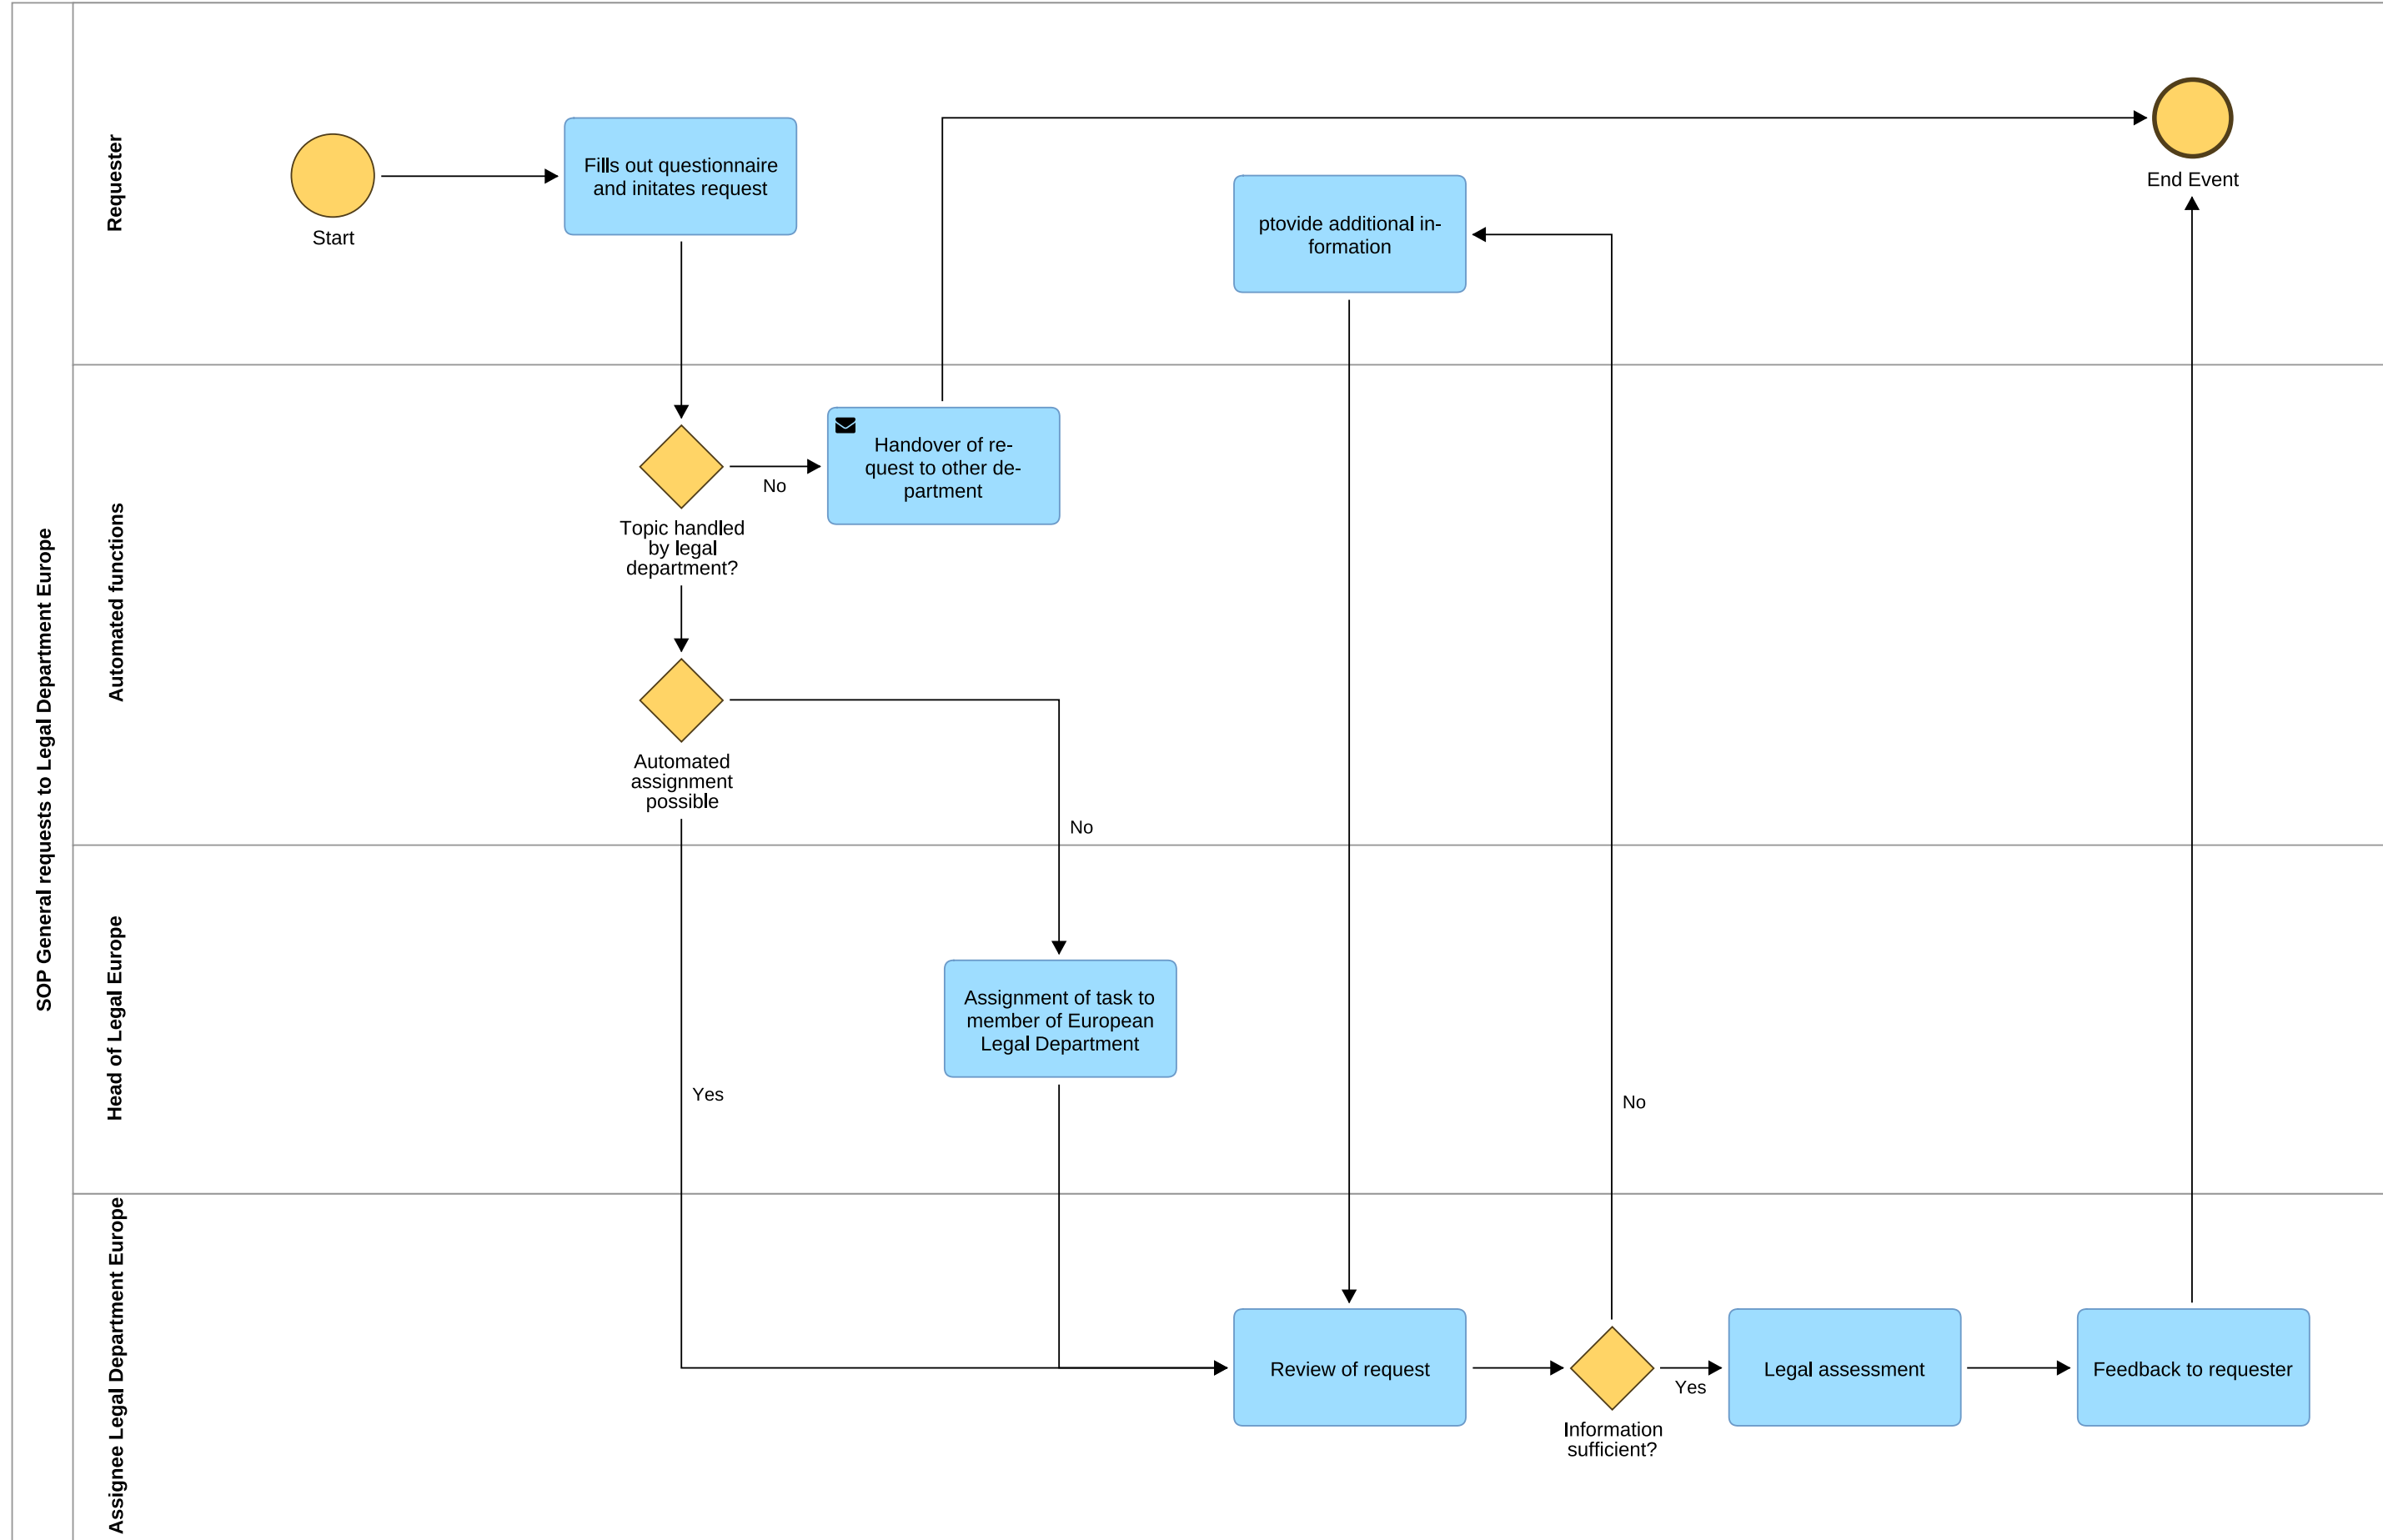 SOP General requests to Legal Department Europe
Requester
Start
Fills out questionnaire
and initates request
ptovide additional in-
formation
End Event
Automated functions
No
Handover of re-
quest to other de-
partment
Topic handled
by legal
department?
Automated
assignment
possible
No
Head of Legal Europe
Assignment of task to
member of European
Legal Department
Yes
No
Assignee Legal Department Europe
Review of request
Information
sufficient?
Yes
Legal assessment
Feedback to requester